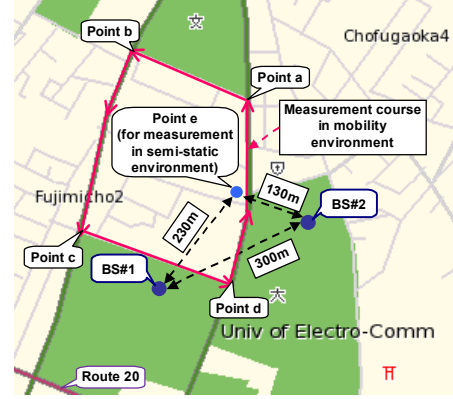 Point b
文
Chofugaoka4
Point a
Measurement course
in mobility
environment
Point e
(for measurement
in semi-static
environment)
130m
Fujimicho2
BS#2
230m
300m
Point c
BS#1
Point d
大
Univ of Electro-Comm
Route 20